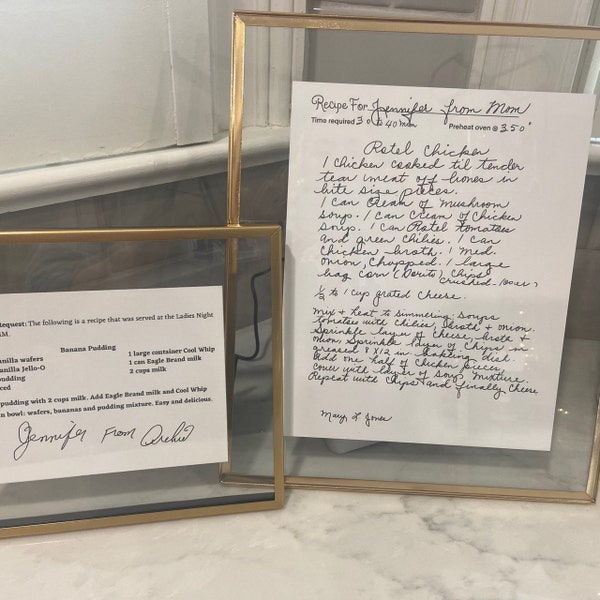 Recipe For Jennifer from Mom
Time required 30 to 40 min Preheat oven @ 350°
Rotel Chicken
1 Chicken cooked til tender
tear meat off bones in
bite size pieces.
1 can Cream of Mushroom
soup. 1 can Cream of Chicken
soup. 1 can Rotel tomatoes
and green chilies. 1 can
chicken broth. 1 med.
onion, chopped. 1 large
bag corn (Dorito) Chips
crushed.
1/2 to 1 cup grated cheese.
Mix & heat to simmering soups
tomatoes with chilies, broth & onion.
Sprinkle layer of cheese, broth &
onion. Sprinkle layer of chips in
greased 8 X 12 in baking dish.
Add one half of chicken pieces,
cover with layer of soup mixture.
Repeat with chips and finally cheese
Mary L Jones
Request: The following is a recipe that was served at the Ladies Night
Banana Pudding
anilla wafers 1 large container Cool Whip
anilla Jello-O 1 can Eagle Brand milk
udding 2 cups milk
ced
pudding with 2 cups milk. Add Eagle Brand milk and Cool Whip
n bowl: wafers, bananas and pudding mixture. Easy and delicious.
Jennifer From Archie